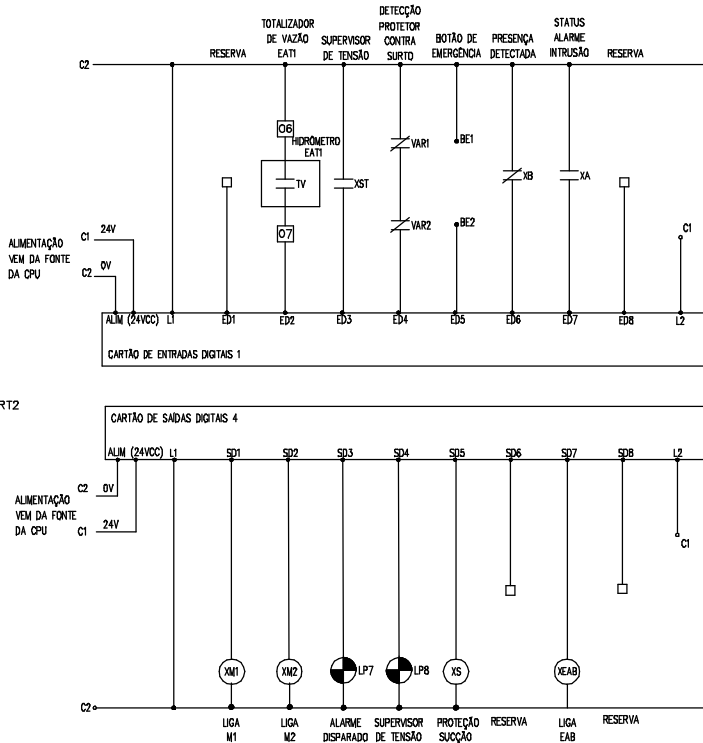 RESERVA
TOTALIZADOR
DE VAZÃO
EAT1
SUPERVISOR
DE TENSÃO
DETECÇÃO
PROTETOR
CONTRA
SURTO
BOTÃO DE
EMERGÊNCIA
PRESENÇA
DETECTADA
STATUS
ALARME
INTRUSÃO
RESERVA
C2
06
HIDRÔMETRO
EAT1
TV
07
XST
VAR1
VAR2
BE1
BE2
XB
XA
C1
ALIMENTAÇÃO
VEM DA FONTE
DA CPU
C1 24V
C2 0V
ALIM (24VCC) L1 ED1 ED2 ED3 ED4 ED5 ED6 ED7 ED8 L2
CARTÃO DE ENTRADAS DIGITAIS 1
RT2
CARTÃO DE SAÍDAS DIGITAIS 4
ALIM (24VCC) L1 SD1 SD2 SD3 SD4 SD5 SD6 SD7 SD8 L2
ALIMENTAÇÃO
VEM DA FONTE
DA CPU
C2 0V
C1 24V
C1
XM1 XM2 LP7 LP8 XS XEAB
C2
LIGA
M1
LIGA
M2
ALARME
DISPARADO
SUPERVISOR
DE TENSÃO
PROTEÇÃO
SUCÇÃO
RESERVA
LIGA
EAB
RESERVA